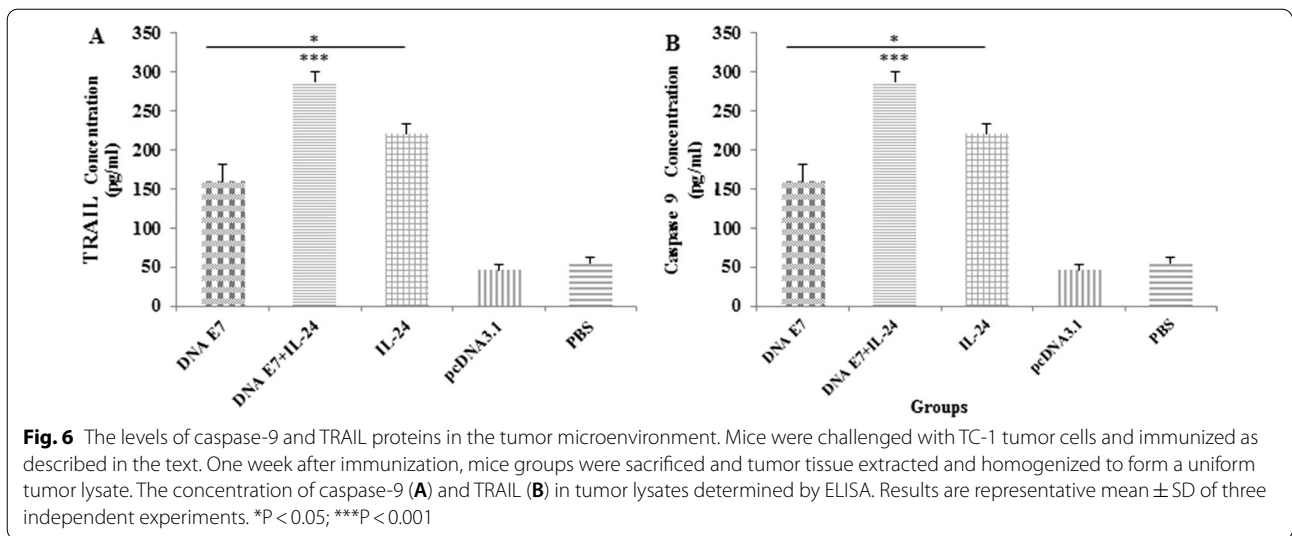 A
*
***
350
300
250
200
150
100
50
0
TRAIL Concentration
(pg/ml)
DNA E7
DNA E7+IL-24
IL-24
pcDNA3.1
PBS
B
*
***
350
300
250
200
150
100
50
0
Caspase 9 Concentration
(pg/ml)
DNA E7
DNA E7+IL-24
IL-24
pcDNA3.1
PBS
Groups
Fig. 6 The levels of caspase-9 and TRAIL proteins in the tumor microenvironment. Mice were challenged with TC-1 tumor cells and immunized as
described in the text. One week after immunization, mice groups were sacrificed and tumor tissue extracted and homogenized to form a uniform
tumor lysate. The concentration of caspase-9 (A) and TRAIL (B) in tumor lysates determined by ELISA. Results are representative mean ± SD of three
independent experiments. *P < 0.05; ***P < 0.001